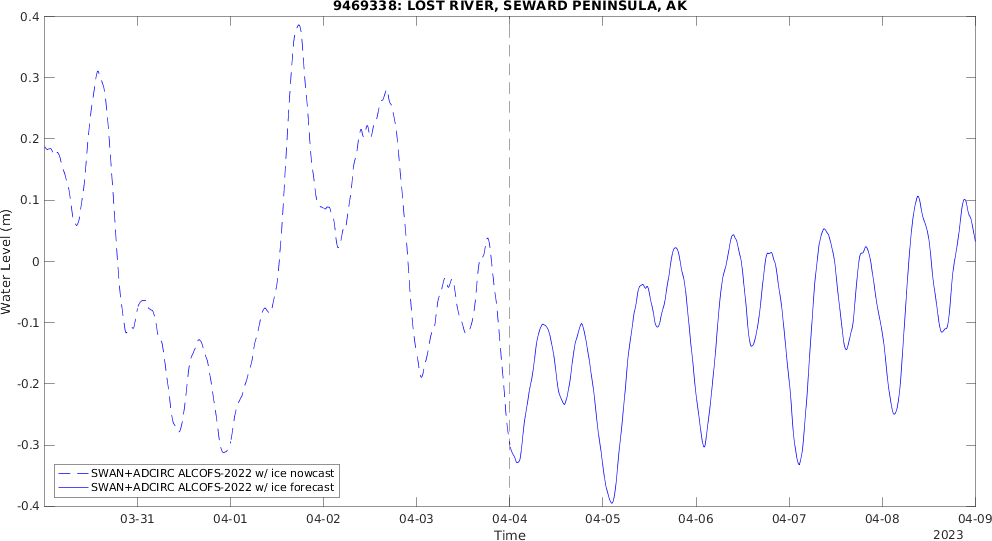 9469338: LOST RIVER, SEWARD PENINSULA, AK
0.4
0.3
0.2
0.1
0
-0.1
-0.2
-0.3
-0.4
Water Level (m)
SWAN+ADCIRC ALCOFS-2022 w/ ice nowcast
SWAN+ADCIRC ALCOFS-2022 w/ ice forecast
03-31 04-01 04-02 04-03 04-04 04-05 04-06 04-07 04-08 04-09
Time
2023